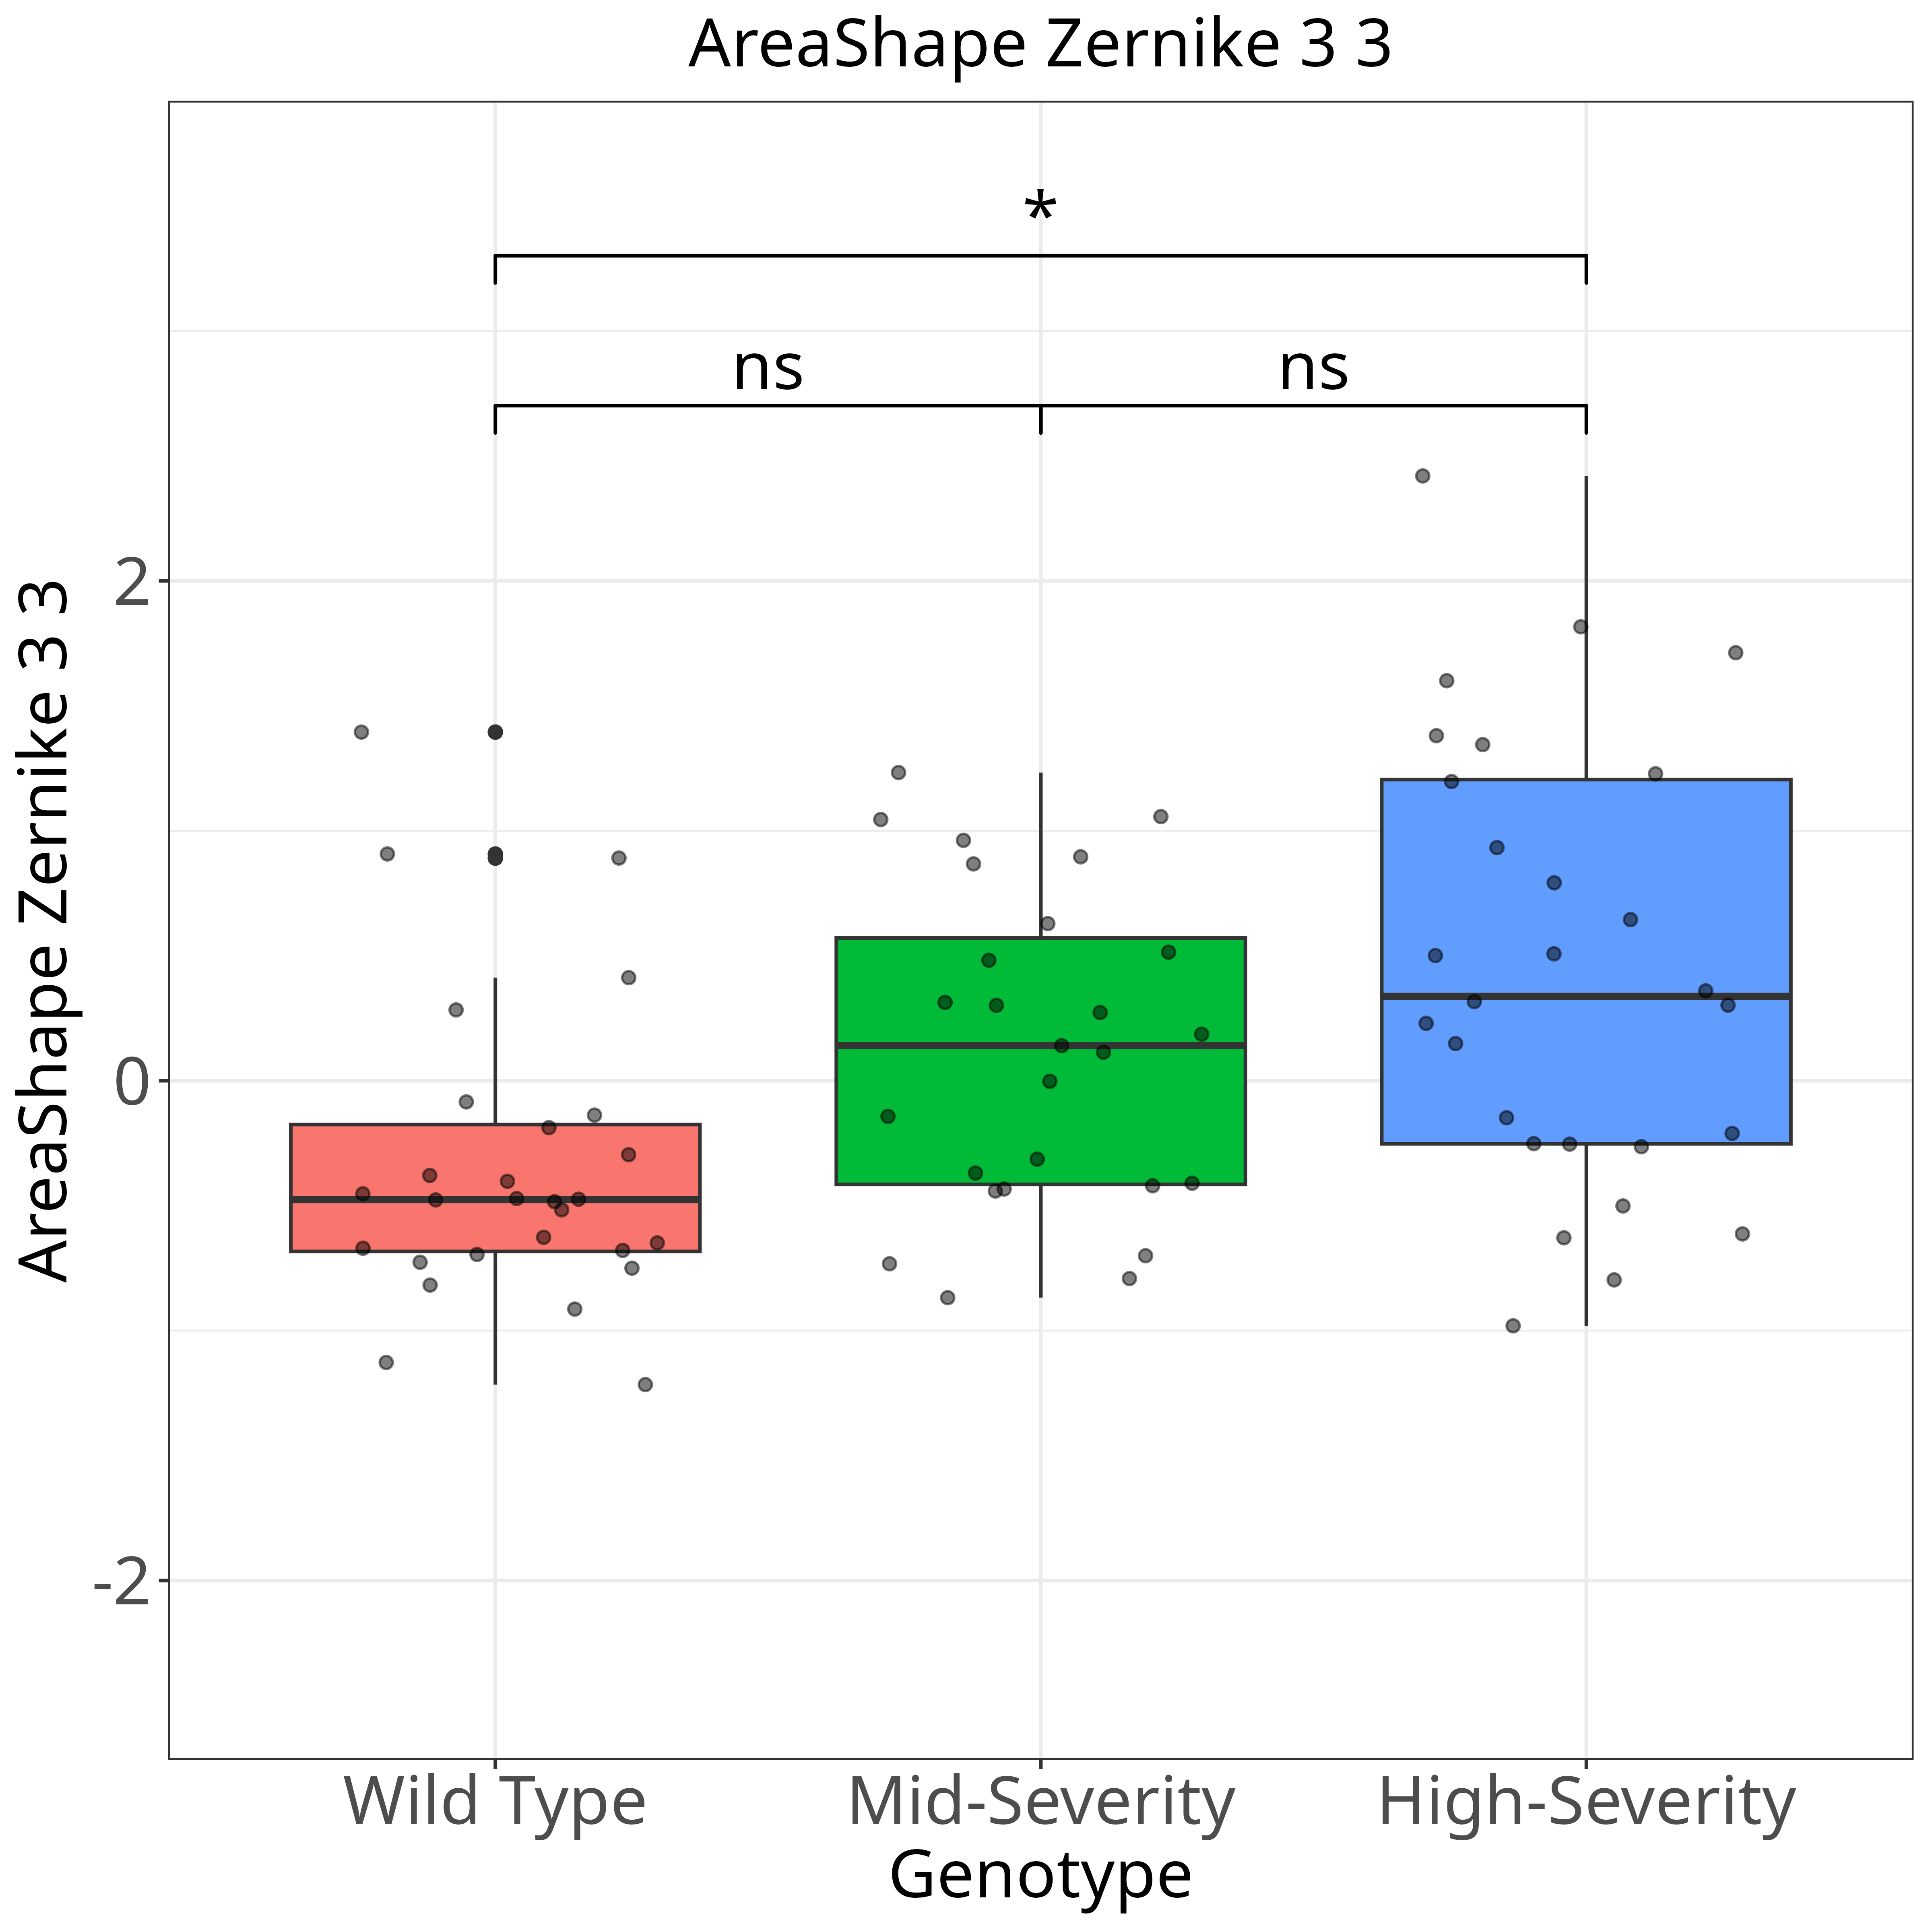 AreaShape Zernike 3 3
*
ns ns
AreaShape Zernike 3 3
2
0
-2
Wild Type Mid-Severity High-Severity
Genotype